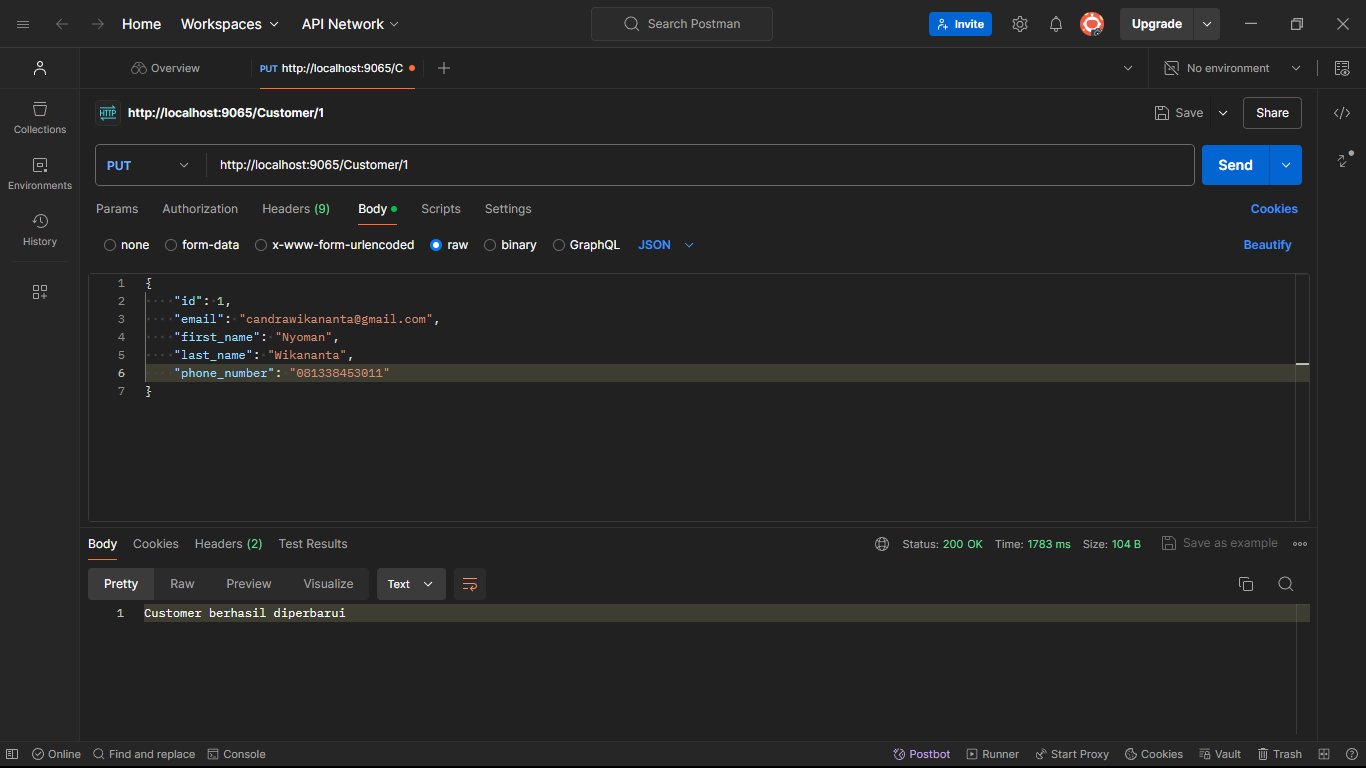 Home Workspaces API Network Search Postman Invite Upgrade
Overview PUT http://localhost:9065/C No environment
HTTP http://localhost:9065/Customer/1 Save Share
Collections
Environments
History
PUT http://localhost:9065/Customer/1 Send
Params Authorization Headers (9) Body Scripts Settings Cookies
none form-data x-www-form-urlencoded raw binary GraphQL JSON Beautify
1 {
2 "id": 1,
3 "email": "candrawikananta@gmail.com",
4 "first_name": "Nyoman",
5 "last_name": "Wikananta",
6 "phone_number": "081338453011"
7 }
Body Cookies Headers (2) Test Results Status: 200 OK Time: 1783 ms Size: 104 B Save as example
Pretty Raw Preview Visualize Text
1 Customer berhasil diperbarui
Online Find and replace Console Postbot Runner Start Proxy Cookies Vault Trash